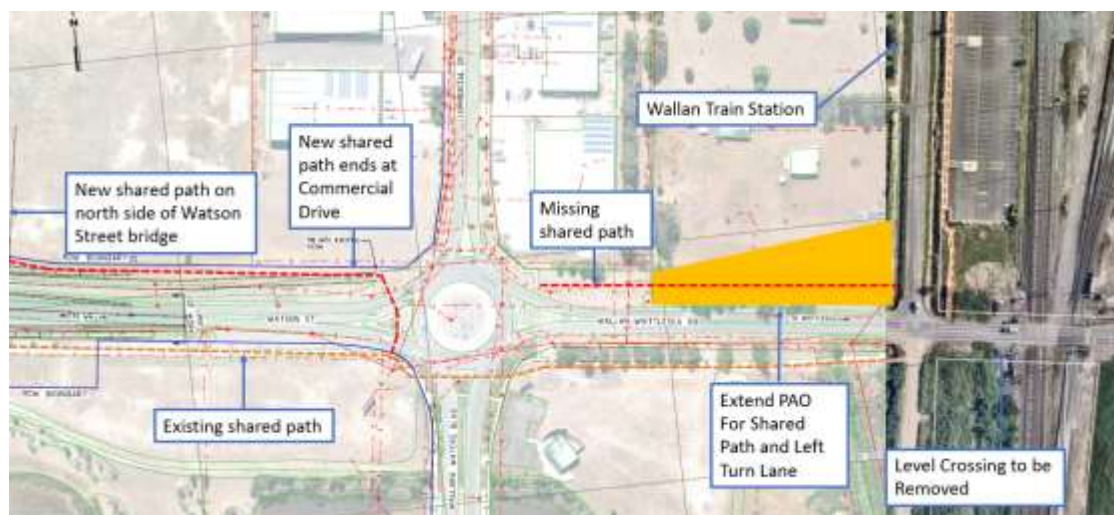 Wallan Train Station
New shared
path ends at
Commercial
Drive
New shared path on
north side of Watson
Street bridge
Missing
shared path
WATSON ST
Existing shared path
Extend PAO
For Shared
Path and Left
Turn Lane
Level Crossing to be
Removed